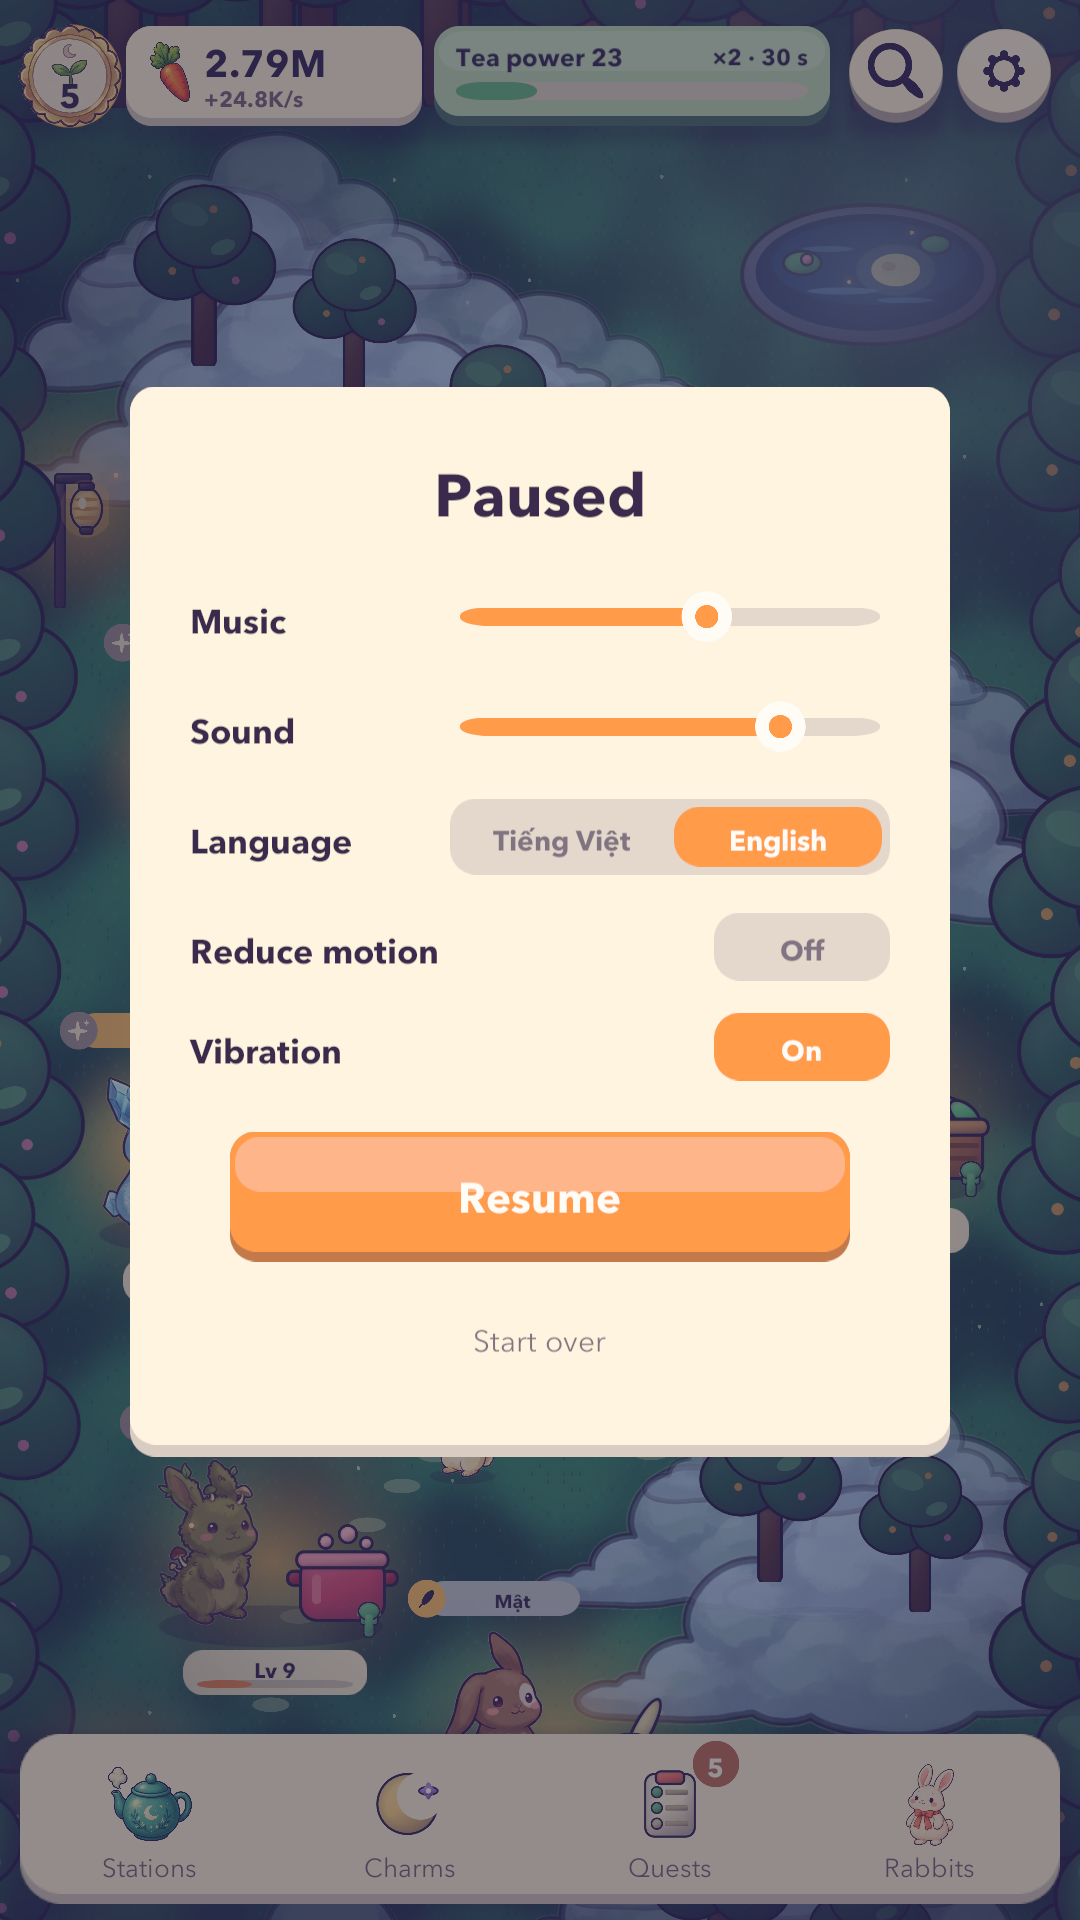 5
2.79M
+24.8K/s
Tea power 23
×2 · 30 s
Paused
Music
Sound
Language
Tiếng Việt
English
Reduce motion
Off
Vibration
On
Resume
Start over
Mật
Lv 9
5
Stations
Charms
Quests
Rabbits